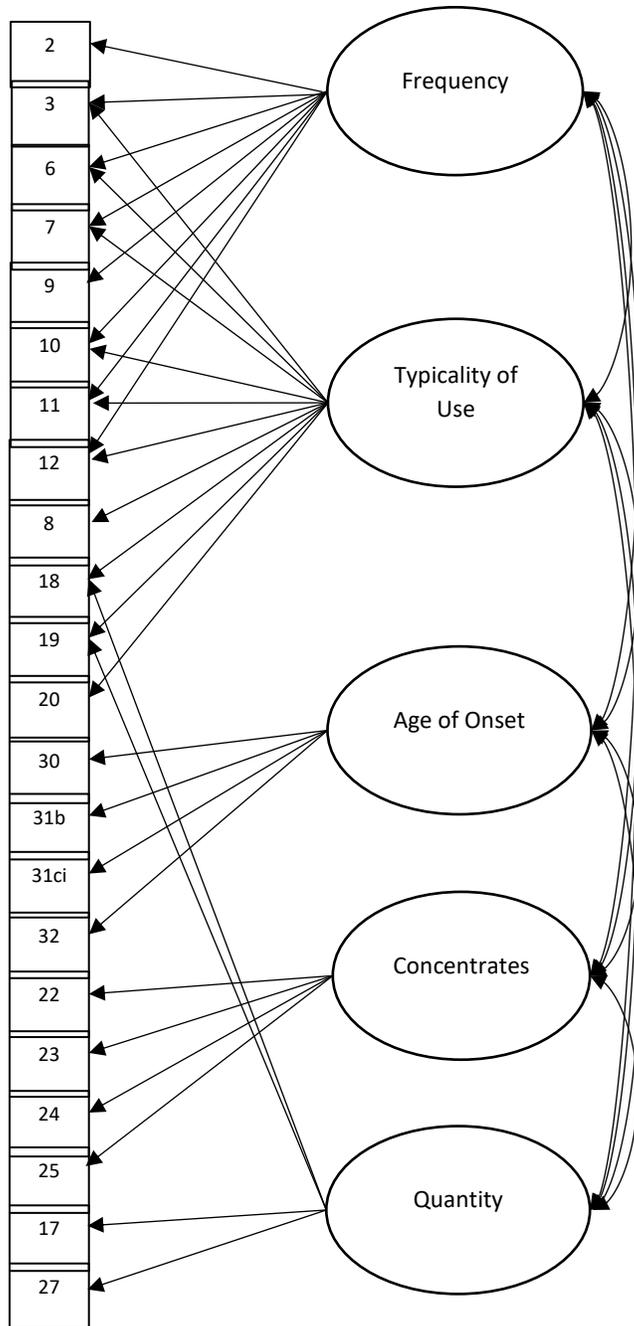 2
3
6
7
9
10
11
12
8
18
19
20
30
31b
31ci
32
22
23
24
25
17
27
Frequency
Typicality of
Use
Age of Onset
Concentrates
Quantity